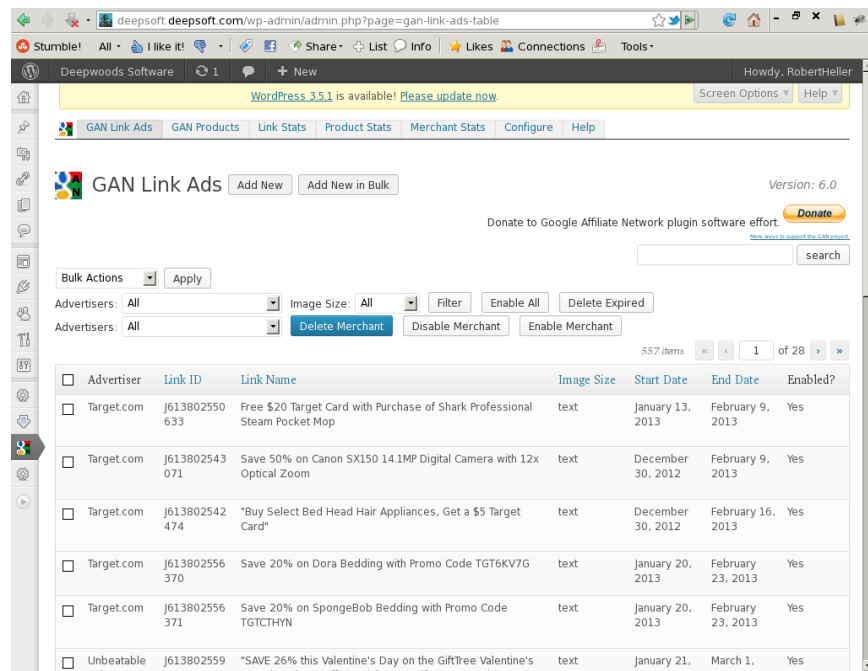 deepsoft.deepsoft.com/wp-admin/admin.php?page=gan-link-ads-table
Stumble! All I like it! Share List Info Likes Connections Tools
Deepwoods Software 1 + New Howdy, RobertHeller
WordPress 3.5.1 is available! Please update now. Screen Options Help
GAN Link Ads GAN Products Link Stats Product Stats Merchant Stats Configure Help
GAN Link Ads Add New Add New in Bulk Version: 6.0
Donate to Google Affiliate Network plugin software effort. Donate
More ways to support the GAN project.
search
Bulk Actions Apply
Advertisers: All Image Size: All Filter Enable All Delete Expired
Advertisers: All Delete Merchant Disable Merchant Enable Merchant
557 items « ‹ 1 of 28 › »
Advertiser Link ID Link Name Image Size Start Date End Date Enabled?
Target.com J613802550 Free $20 Target Card with Purchase of Shark Professional text January 13, February 9, Yes
633 Steam Pocket Mop 2013 2013
Target.com J613802543 Save 50% on Canon SX150 14.1MP Digital Camera with 12x text December February 9, Yes
071 Optical Zoom 30, 2012 2013
Target.com J613802542 "Buy Select Bed Head Hair Appliances, Get a $5 Target text December February 16, Yes
474 Card" 30, 2012 2013
Target.com J613802556 Save 20% on Dora Bedding with Promo Code TGT6KV7G text January 20, February Yes
370 2013 23, 2013
Target.com J613802556 Save 20% on SpongeBob Bedding with Promo Code text January 20, February Yes
371 TGTCTHYN 2013 23, 2013
Unbeatable J613802559 "SAVE 26% this Valentine's Day on the GiftTree Valentine's text January 21, March 1, Yes